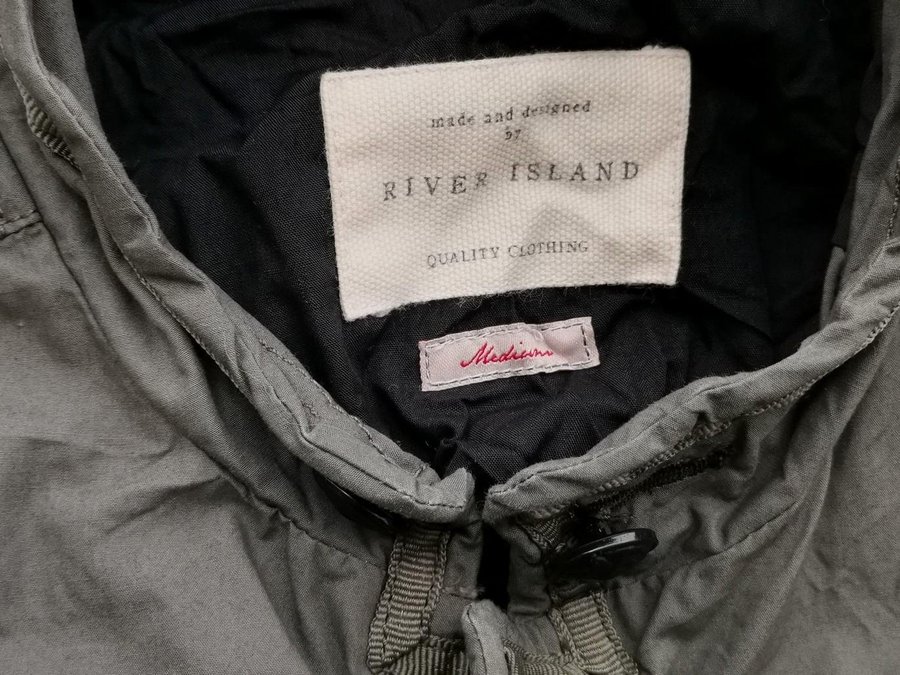 made and designed
by
RIVER ISLAND
QUALITY CLOTHING
Medium